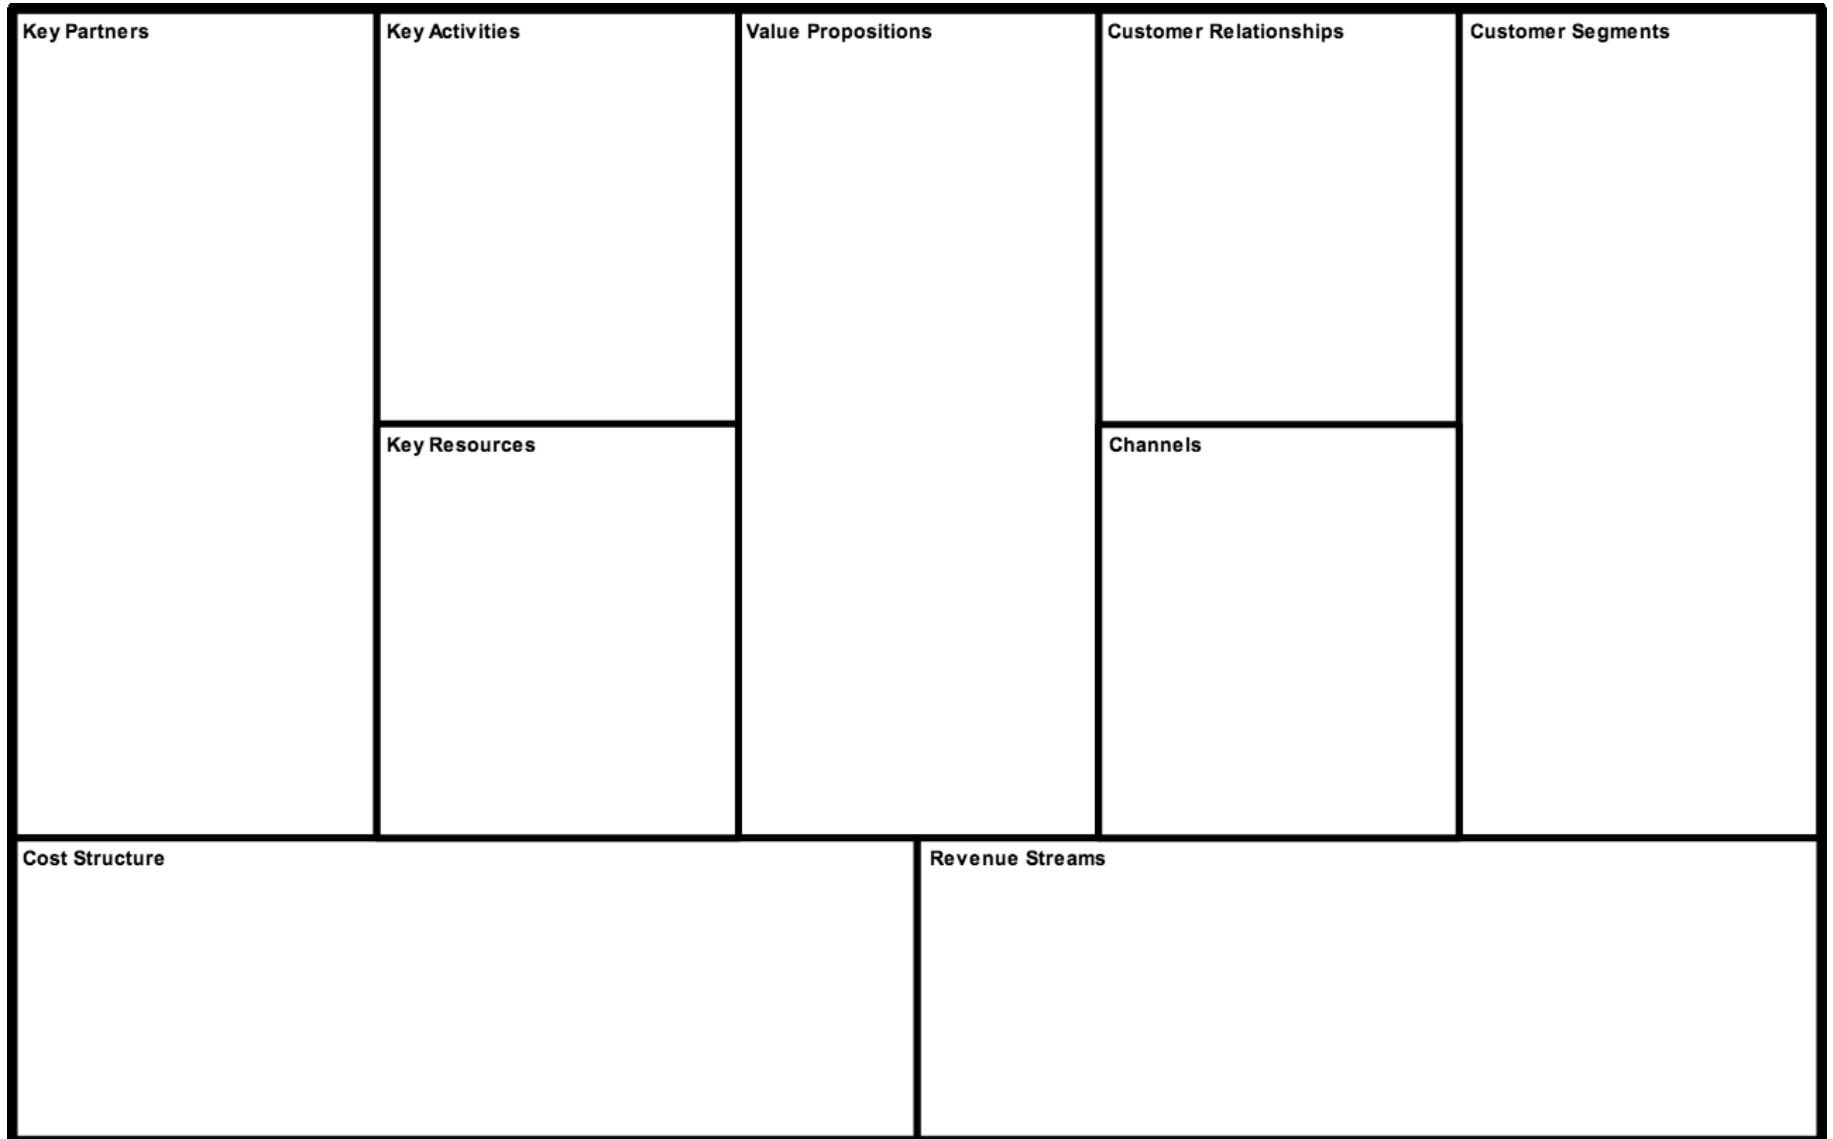 Key Partners
Key Activities
Value Propositions
Customer Relationships
Customer Segments
Key Resources
Channels
Cost Structure
Revenue Streams